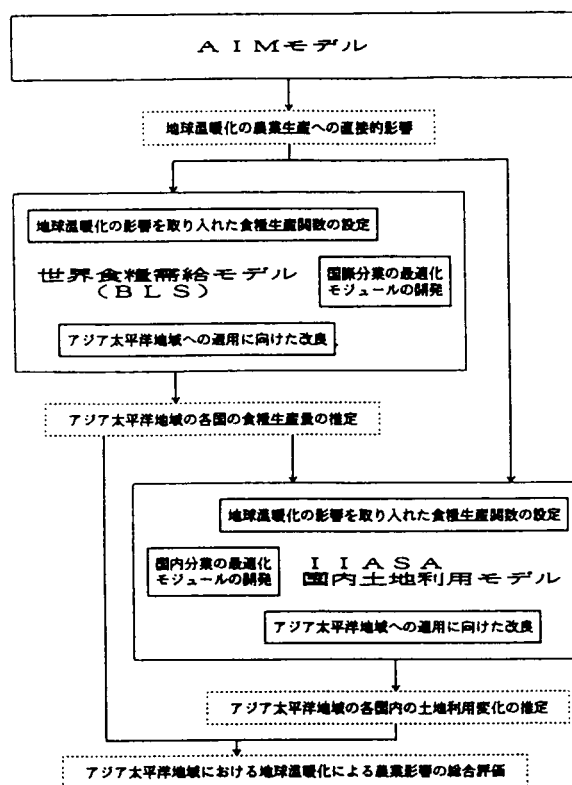 AIMモデル
地球温暖化の農業生産への直接的影響
地球温暖化の影響を取り入れた食糧生産関数の設定
世界食糧需給モデル
(BLS)
国際分業の最適化
モジュールの開発
アジア太平洋地域への適用に向けた改良
アジア太平洋地域の各国の食糧生産量の推定
地球温暖化の影響を取り入れた食糧生産関数の設定
国内分業の最適化
モジュールの開発
IIASA
国内土地利用モデル
アジア太平洋地域への適用に向けた改良
アジア太平洋地域の各国内の土地利用変化の推定
アジア太平洋地域における地球温暖化による農業影響の総合評価